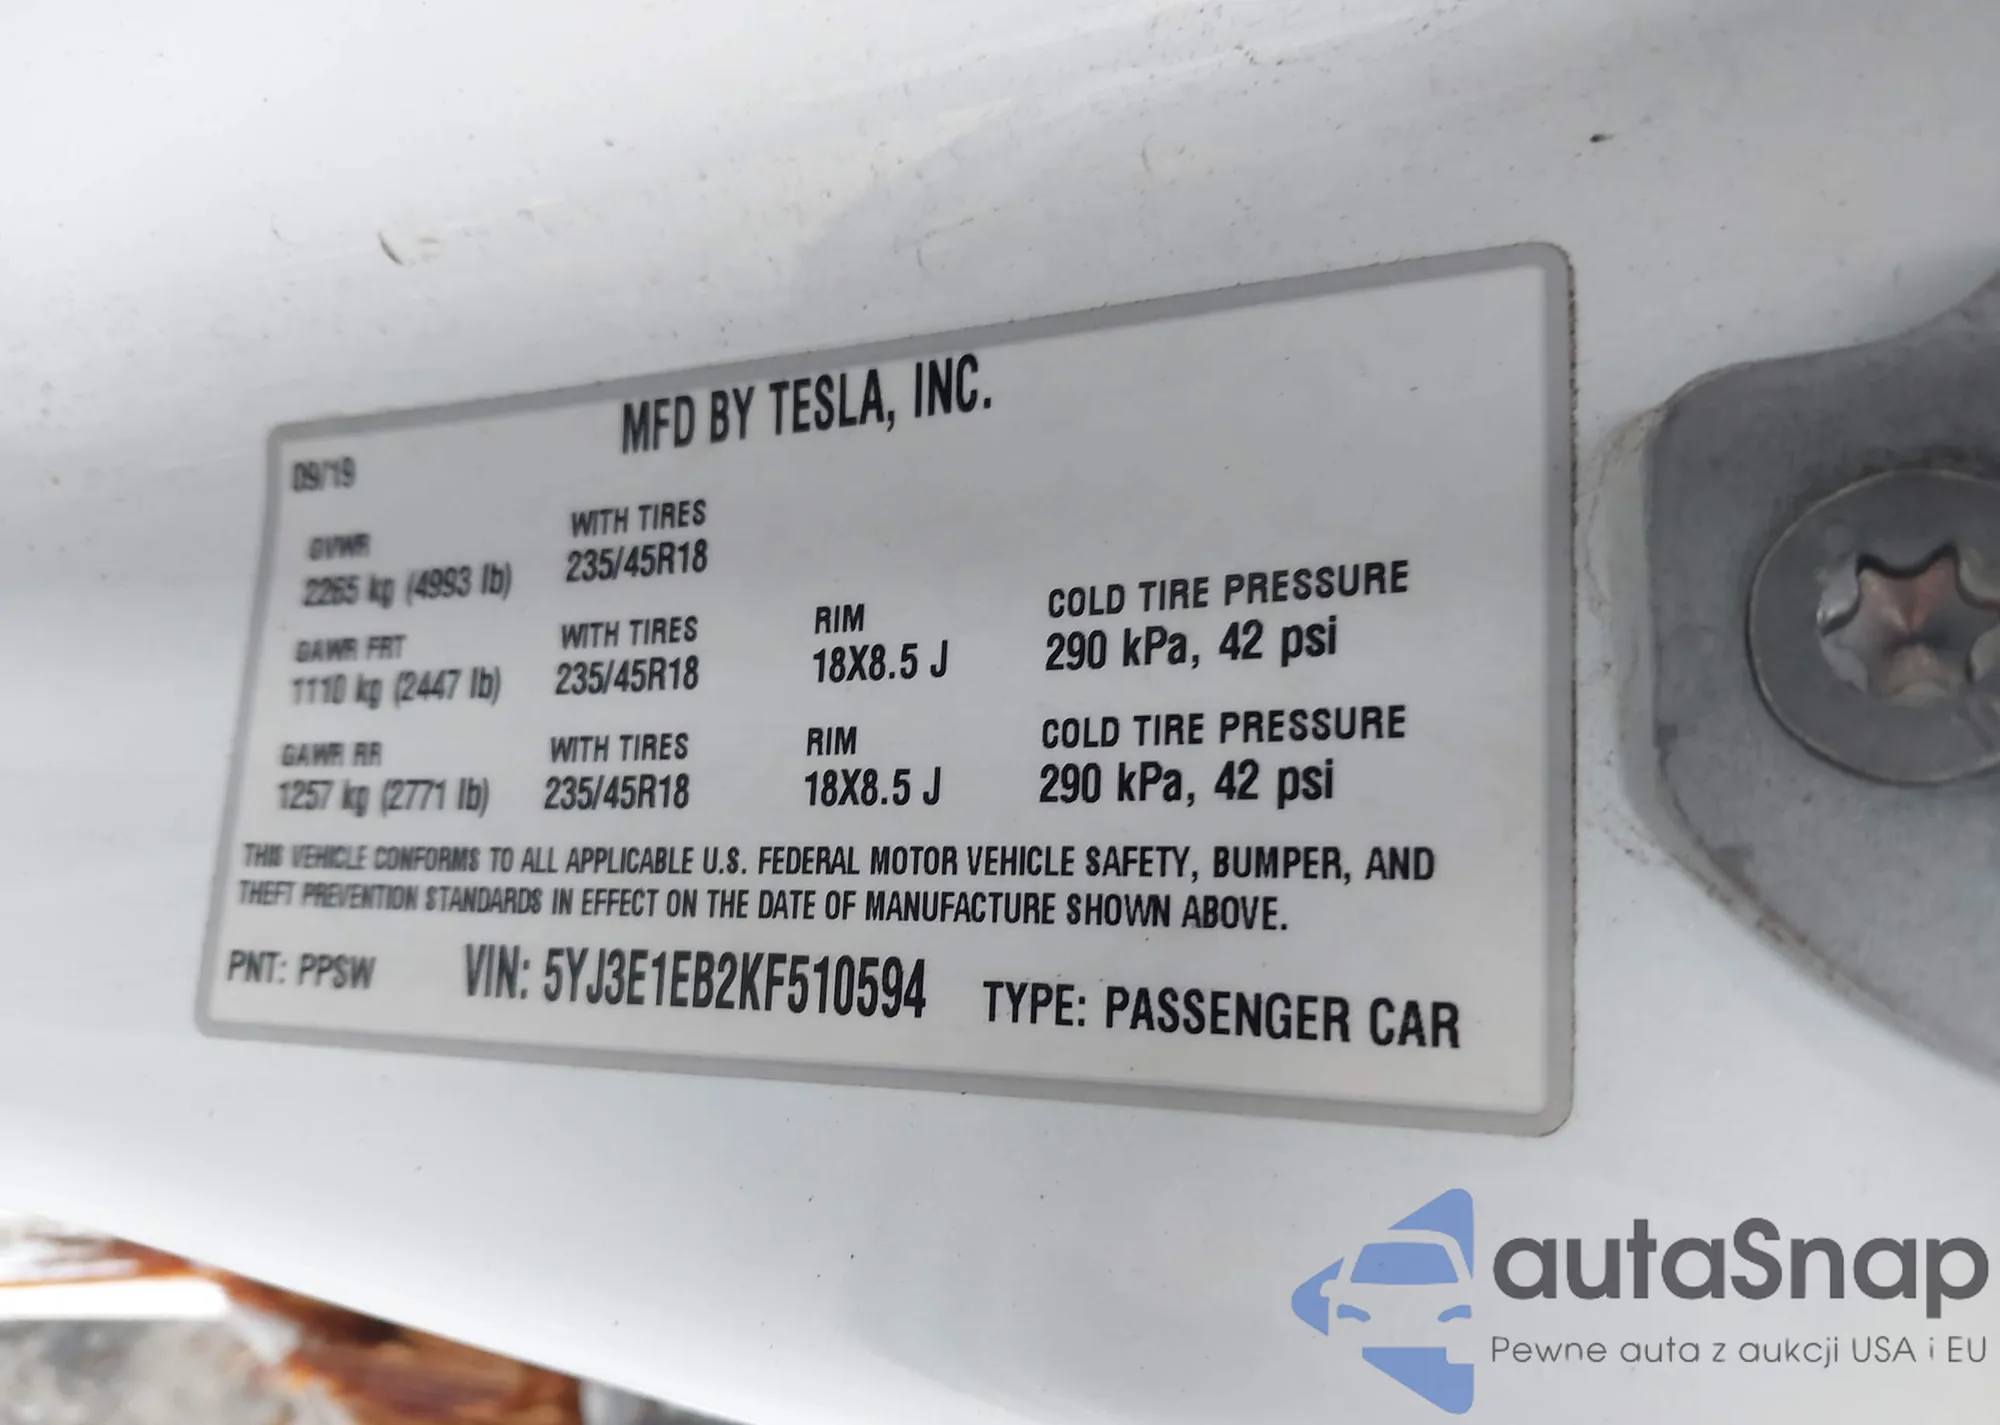 MFD BY TESLA, INC.
09/19
GVWR WITH TIRES
2265 kg (4993 lb) 235/45R18
GAWR FRT WITH TIRES RIM COLD TIRE PRESSURE
1110 kg (2447 lb) 235/45R18 18X8.5 J 290 kPa, 42 psi
GAWR RR WITH TIRES RIM COLD TIRE PRESSURE
1257 kg (2771 lb) 235/45R18 18X8.5 J 290 kPa, 42 psi
THIS VEHICLE CONFORMS TO ALL APPLICABLE U.S. FEDERAL MOTOR VEHICLE SAFETY, BUMPER, AND
THEFT PREVENTION STANDARDS IN EFFECT ON THE DATE OF MANUFACTURE SHOWN ABOVE.
PNT: PPSW VIN: 5YJ3E1EB2KF510594 TYPE: PASSENGER CAR
autaSnap
Pewne auta z aukcji USA i EU